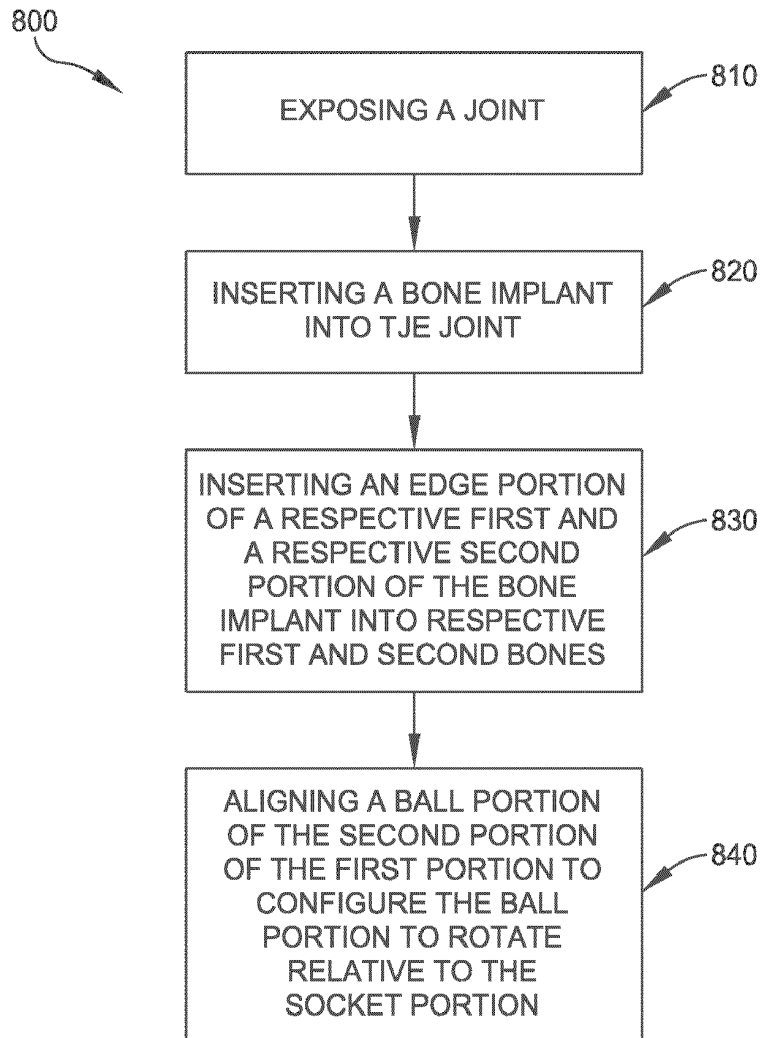 800
EXPOSING A JOINT
810
INSERTING A BONE IMPLANT
INTO TJE JOINT
820
INSERTING AN EDGE PORTION
OF A RESPECTIVE FIRST AND
A RESPECTIVE SECOND
PORTION OF THE BONE
IMPLANT INTO RESPECTIVE
FIRST AND SECOND BONES
830
ALIGNING A BALL PORTION
OF THE SECOND PORTION
OF THE FIRST PORTION TO
CONFIGURE THE BALL
PORTION TO ROTATE
RELATIVE TO THE
SOCKET PORTION
840